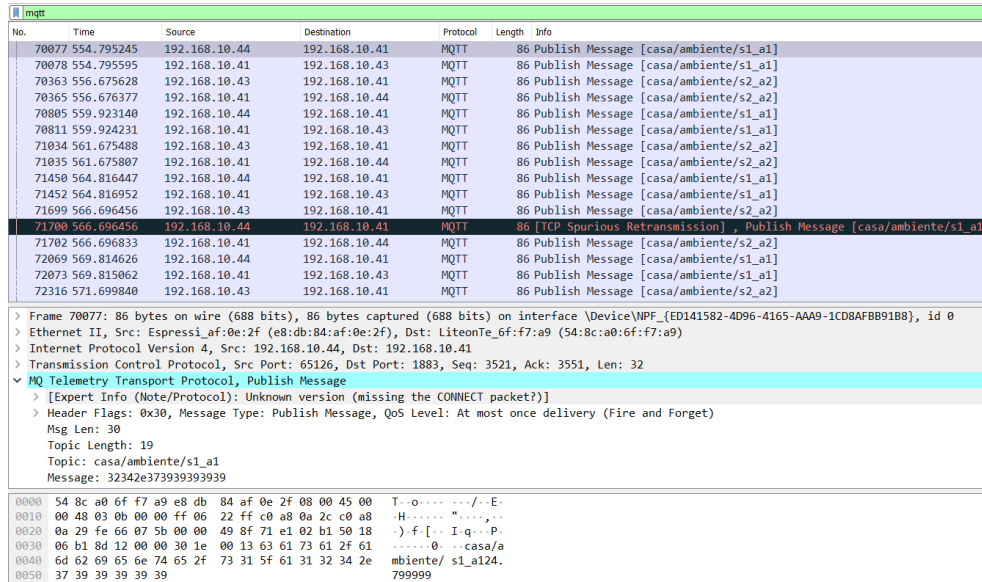 mqtt
No. Time Source Destination Protocol Length Info
70077 554.795245 192.168.10.44 192.168.10.41 MQTT 86 Publish Message [casa/ambiente/s1_a1]
70078 554.795595 192.168.10.41 192.168.10.43 MQTT 86 Publish Message [casa/ambiente/s1_a1]
70363 556.675628 192.168.10.43 192.168.10.41 MQTT 86 Publish Message [casa/ambiente/s2_a2]
70365 556.676377 192.168.10.41 192.168.10.44 MQTT 86 Publish Message [casa/ambiente/s2_a2]
70805 559.923140 192.168.10.44 192.168.10.41 MQTT 86 Publish Message [casa/ambiente/s1_a1]
70811 559.924231 192.168.10.41 192.168.10.43 MQTT 86 Publish Message [casa/ambiente/s1_a1]
71034 561.675488 192.168.10.43 192.168.10.41 MQTT 86 Publish Message [casa/ambiente/s2_a2]
71035 561.675807 192.168.10.41 192.168.10.44 MQTT 86 Publish Message [casa/ambiente/s2_a2]
71450 564.816447 192.168.10.44 192.168.10.41 MQTT 86 Publish Message [casa/ambiente/s1_a1]
71452 564.816952 192.168.10.41 192.168.10.43 MQTT 86 Publish Message [casa/ambiente/s1_a1]
71699 566.696456 192.168.10.43 192.168.10.41 MQTT 86 Publish Message [casa/ambiente/s2_a2]
71700 566.696456 192.168.10.44 192.168.10.41 MQTT 86 [TCP Spurious Retransmission] , Publish Message [casa/ambiente/s1_a1
71702 566.696833 192.168.10.41 192.168.10.44 MQTT 86 Publish Message [casa/ambiente/s2_a2]
72069 569.814626 192.168.10.44 192.168.10.41 MQTT 86 Publish Message [casa/ambiente/s1_a1]
72073 569.815062 192.168.10.41 192.168.10.43 MQTT 86 Publish Message [casa/ambiente/s1_a1]
72316 571.699840 192.168.10.43 192.168.10.41 MQTT 86 Publish Message [casa/ambiente/s2_a2]
> Frame 70077: 86 bytes on wire (688 bits), 86 bytes captured (688 bits) on interface \Device\NPF_{ED141582-4D96-4165-AAA9-1CD8AFBB91B8}, id 0
> Ethernet II, Src: Espressi_af:0e:2f (e8:db:84:af:0e:2f), Dst: LiteonTe_6f:f7:a9 (54:8c:a0:6f:f7:a9)
> Internet Protocol Version 4, Src: 192.168.10.44, Dst: 192.168.10.41
> Transmission Control Protocol, Src Port: 65126, Dst Port: 1883, Seq: 3521, Ack: 3551, Len: 32
MQ Telemetry Transport Protocol, Publish Message
> [Expert Info (Note/Protocol): Unknown version (missing the CONNECT packet?)]
> Header Flags: 0x30, Message Type: Publish Message, QoS Level: At most once delivery (Fire and Forget)
Msg Len: 30
Topic Length: 19
Topic: casa/ambiente/s1_a1
Message: 32342e373939393939
0000 54 8c a0 6f f7 a9 e8 db 84 af 0e 2f 08 00 45 00 T··o···· ···/··E·
0010 00 48 03 0b 00 00 ff 06 22 ff c0 a8 0a 2c c0 a8 ·H······ "····,··
0020 0a 29 fe 66 07 5b 00 00 49 8f 71 e1 02 b1 50 18 ·)·f·[·· I·q···P·
0030 06 b1 8d 12 00 00 30 1e 00 13 63 61 73 61 2f 61 ······0· ··casa/a
0040 6d 62 69 65 6e 74 65 2f 73 31 5f 61 31 32 34 2e mbiente/ s1_a124.
0050 37 39 39 39 39 39 799999